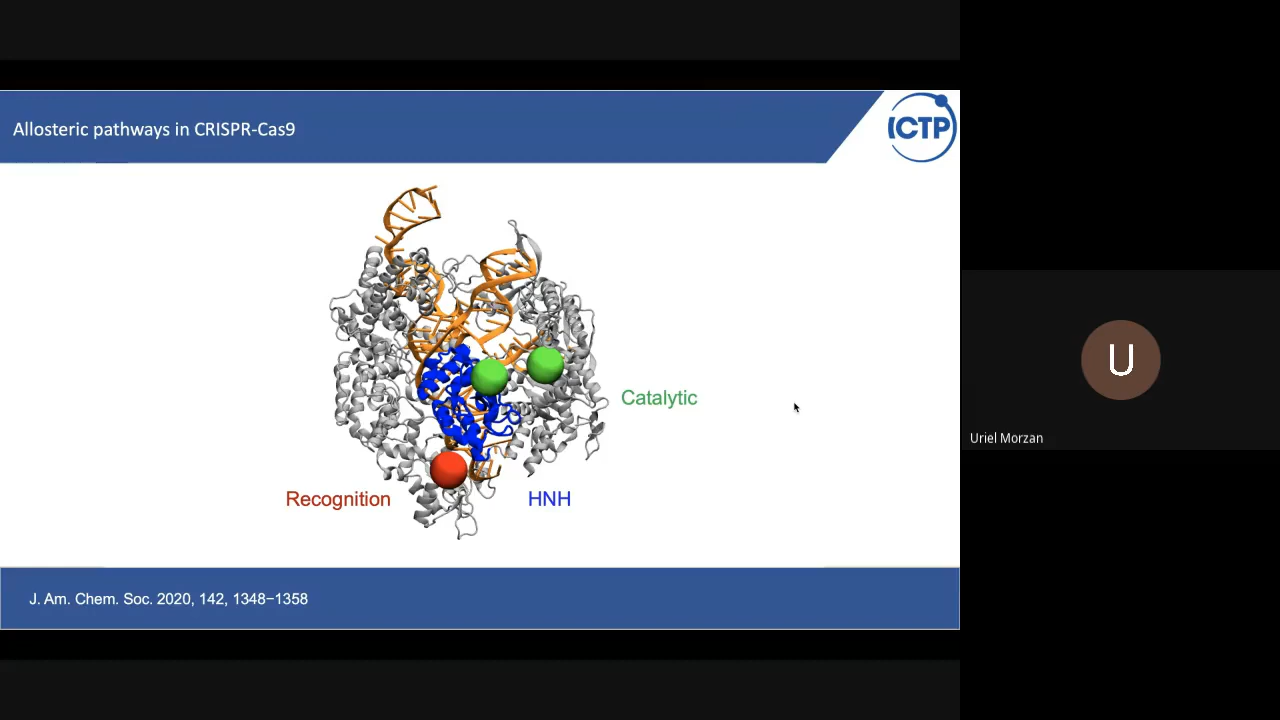 Allosteric pathways in CRISPR-Cas9
ICTP
Catalytic
Recognition
HNH
J. Am. Chem. Soc. 2020, 142, 1348−1358
U
Uriel Morzan